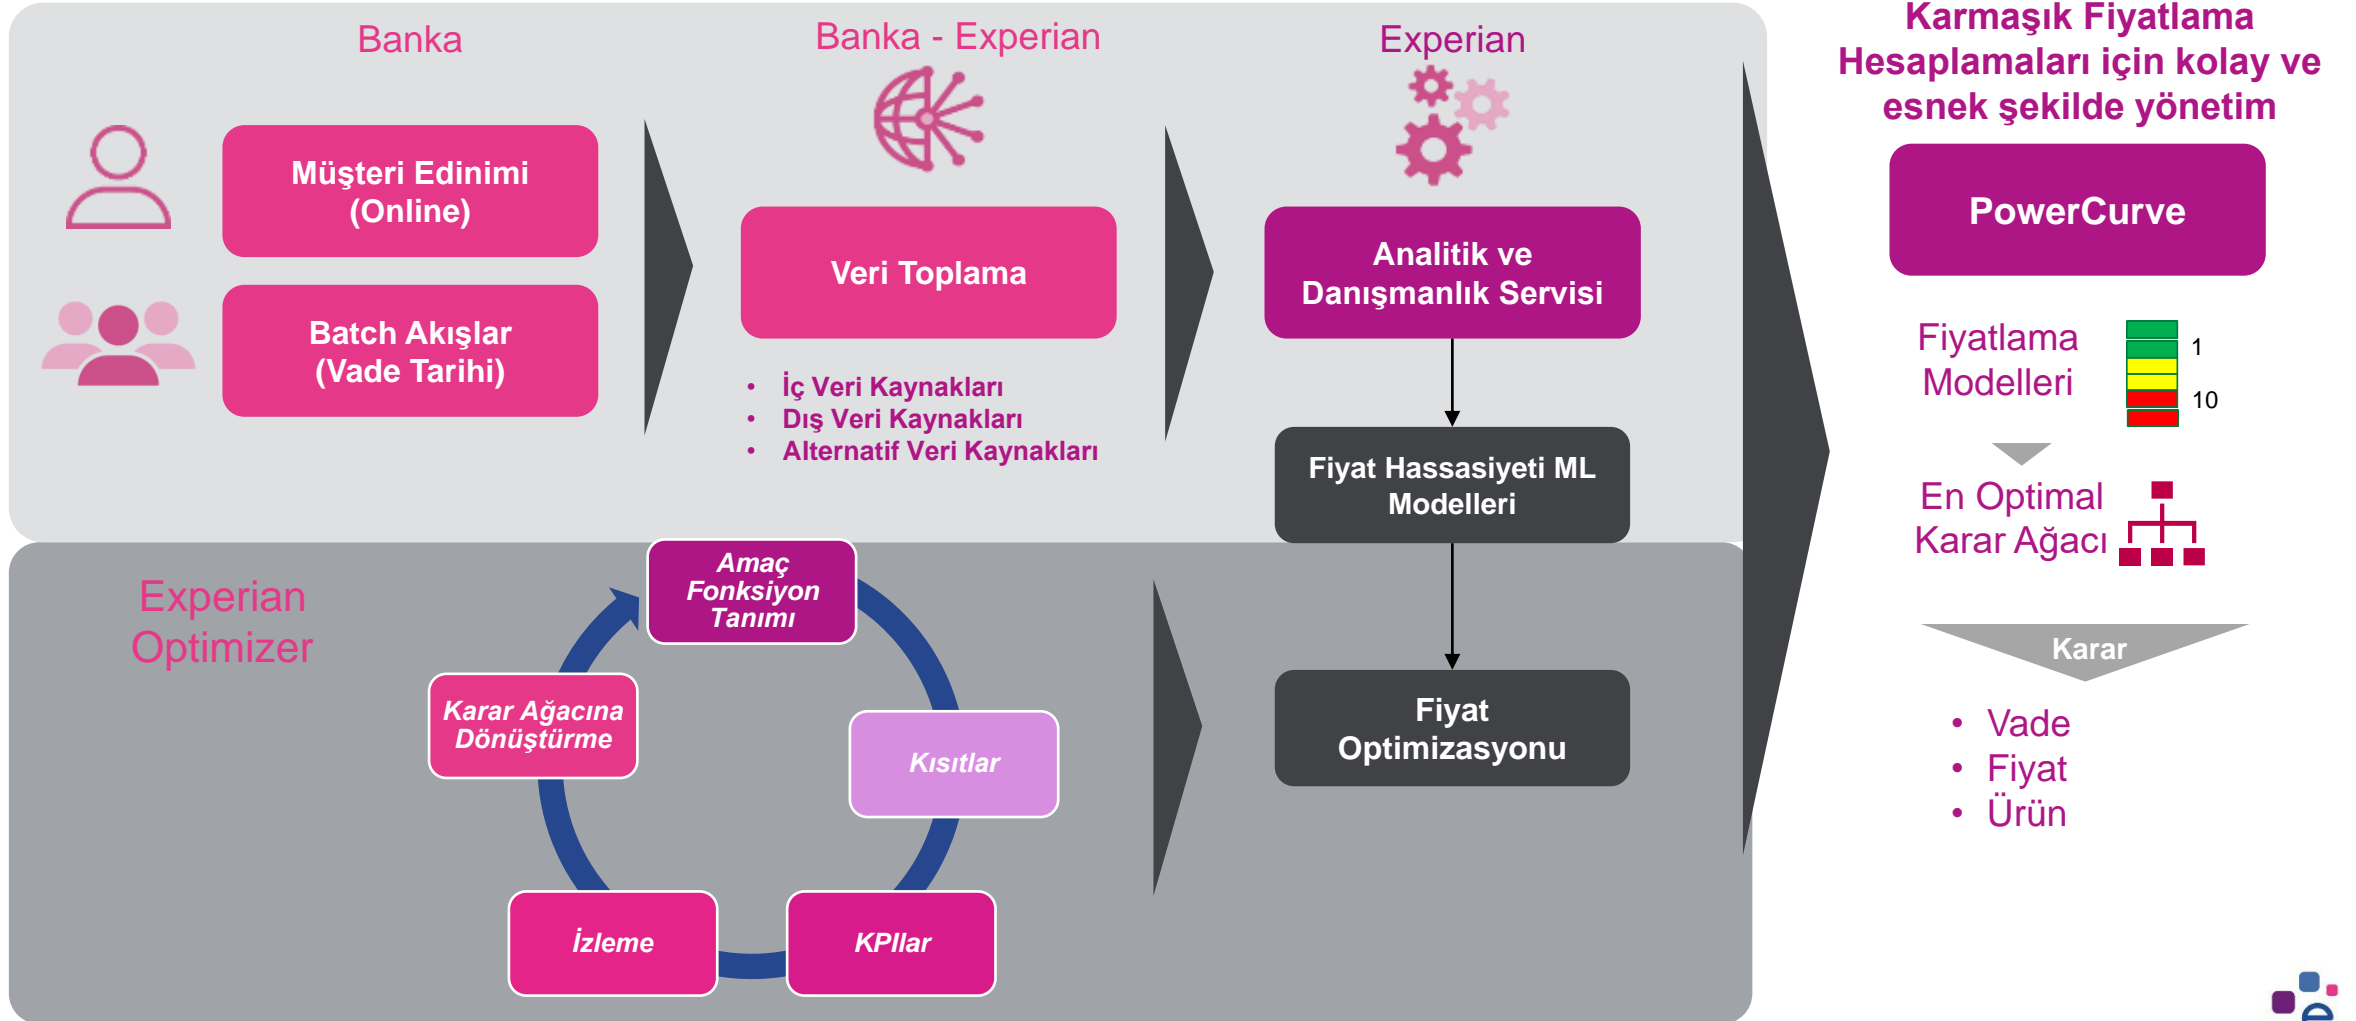 Banka
Müşteri Edinimi
(Online)
Batch Akışlar
(Vade Tarihi)
Banka - Experian
Veri Toplama
• İç Veri Kaynakları
• Dış Veri Kaynakları
• Alternatif Veri Kaynakları
Experian
Analitik ve
Danışmanlık Servisi
Fiyat Hassasiyeti ML
Modelleri
Fiyat
Optimizasyonu
Experian
Optimizer
Amaç
Fonksiyon
Tanımı
Kısıtlar
KPIlar
İzleme
Karar Ağacına
Dönüştürme
Karmaşık Fiyatlama
Hesaplamaları için kolay ve
esnek şekilde yönetim
PowerCurve
Fiyatlama
Modelleri
1
10
En Optimal
Karar Ağacı
Karar
• Vade
• Fiyat
• Ürün